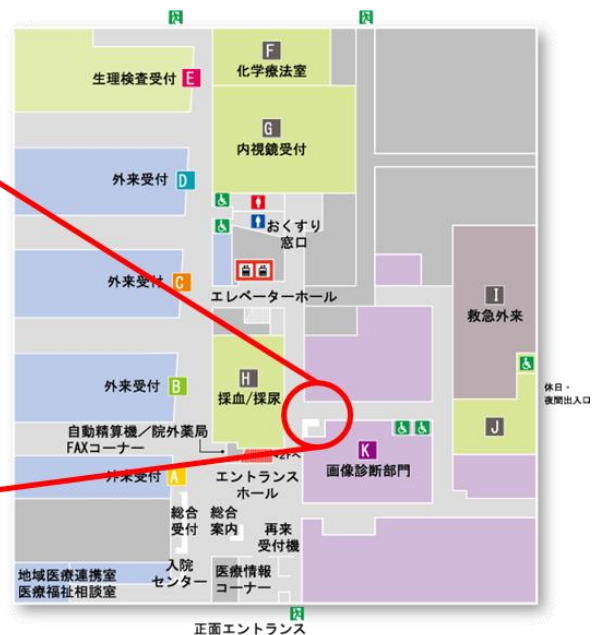 F
化学療法室
生理検査受付 E
G
内視鏡受付
外来受付 D
おくすり
窓口
外来受付 C
エレベーターホール
I
救急外来
H
採血/採尿
外来受付 B
休日・
夜間出入口
J
自動精算機/院外薬局
FAXコーナー
2Fへ
K
画像診断部門
外来受付 A
エントランス
ホール
総合
受付
総合
案内
再来
受付機
入院
センター
地域医療連携室
医療福祉相談室
医療情報
コーナー
正面エントランス